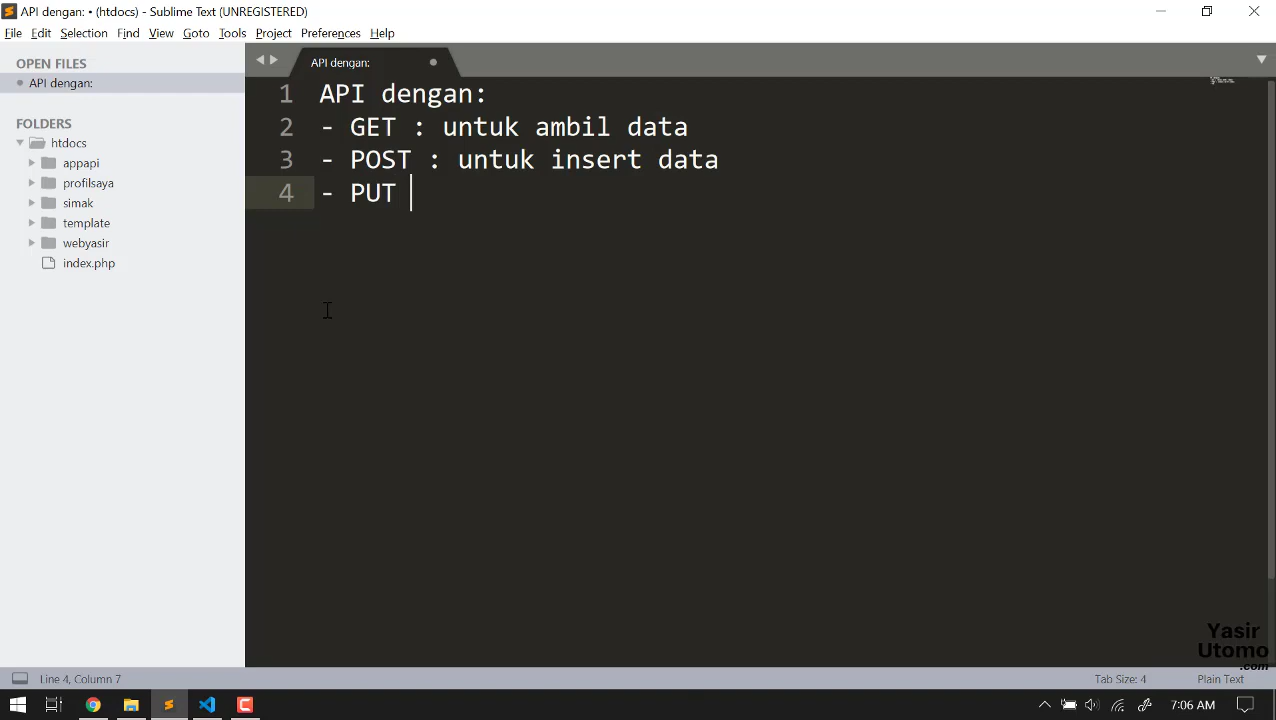 API dengan: • (htdocs) - Sublime Text (UNREGISTERED)
File Edit Selection Find View Goto Tools Project Preferences Help
OPEN FILES
API dengan:
FOLDERS
htdocs
appapi
profilsaya
simak
template
webyasir
index.php
API dengan:
1 API dengan:
2 - GET : untuk ambil data
3 - POST : untuk insert data
4 - PUT
Yasir
Utomo
.com
Line 4, Column 7
Tab Size: 4
Plain Text
7:06 AM